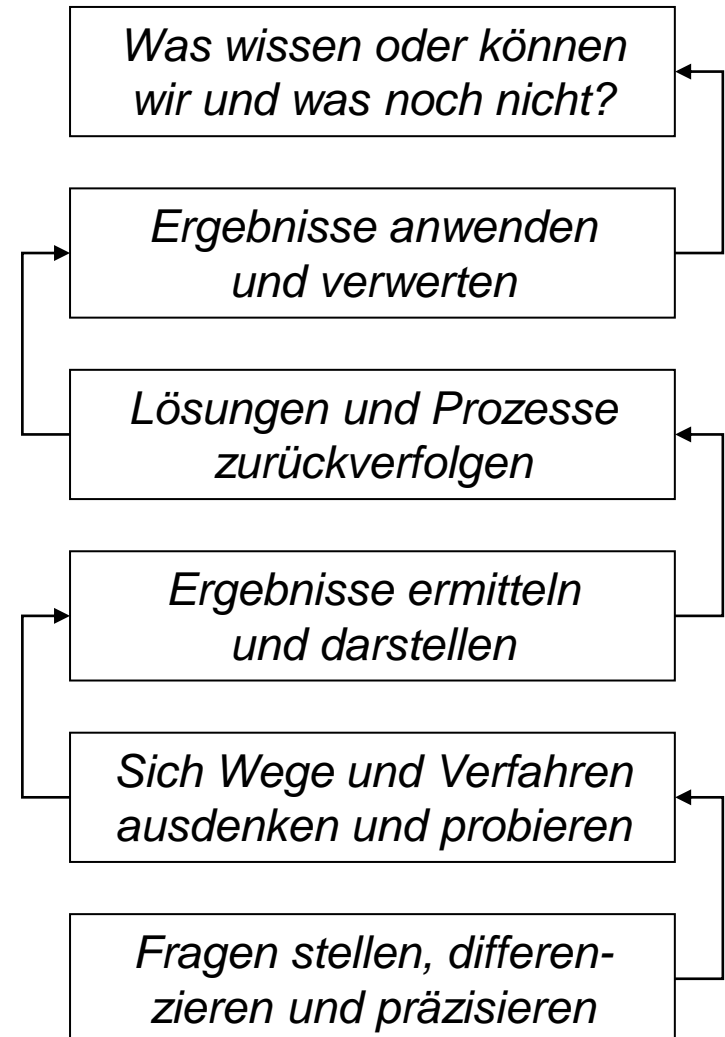 Was wissen oder können
wir und was noch nicht?
Ergebnisse anwenden
und verwerten
Lösungen und Prozesse
zurückverfolgen
Ergebnisse ermitteln
und darstellen
Sich Wege und Verfahren
ausdenken und probieren
Fragen stellen, differen-
zieren und präzisieren